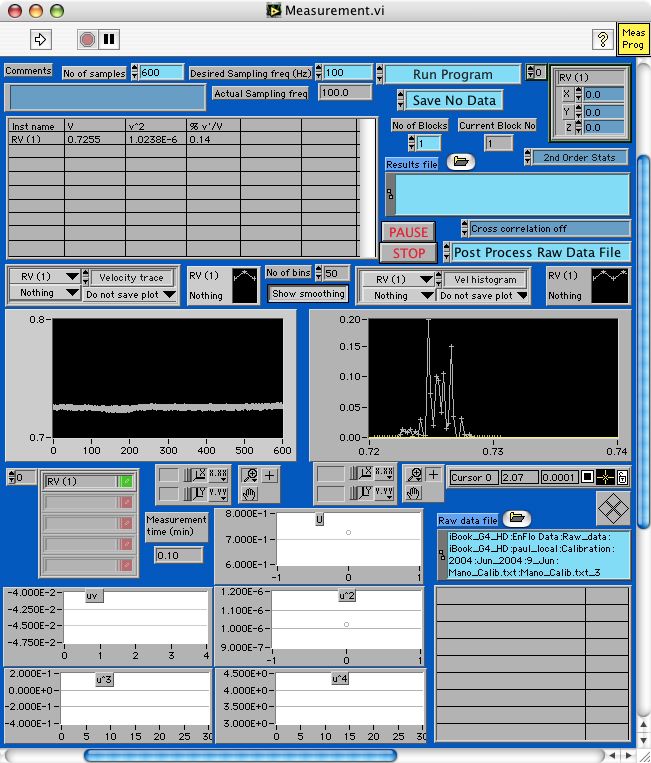 Measurement.vi
?
Meas
Prog
Comments
No of samples
600
Desired Sampling freq (Hz)
100
Run Program
0
RV (1)
Actual Sampling freq
100.0
Save No Data
X
0.0
Y
0.0
Z
0.0
Inst name
V
v^2
% v'/V
RV (1)
0.7255
1.0238E-6
0.14
No of Blocks
Current Block No
1
1
Results file
2nd Order Stats
PAUSE
Cross correlation off
STOP
Post Process Raw Data File
RV (1)
Velocity trace
Nothing
Do not save plot
RV (1)
Nothing
No of bins
50
Show smoothing
RV (1)
Vel histogram
Nothing
Do not save plot
RV (1)
Nothing
0.8
0.7
0 100 200 300 400 500 600
0.20
0.15
0.10
0.05
0.00
0.72 0.73 0.74
0
RV (1)
X
X.XX
Y
Y.YY
X
X.XX
Y
Y.YY
Cursor 0
2.07
0.0001
Measurement
time (min)
0.10
8.000E-1
7.000E-1
6.000E-1
U
-1 0 1
Raw data file
iBook_G4_HD:EnFlo Data:Raw_data:
iBook_G4_HD:paul_local:Calibration:
2004:Jun_2004:9_Jun:
Mano_Calib.txt:Mano_Calib.txt_3
-4.000E-2
-4.250E-2
-4.500E-2
-4.750E-2
uv
0 1 2 3 4
1.200E-6
1.100E-6
1.000E-6
9.000E-7
u^2
-1 0 1
2.000E-1
0.000E+0
-2.000E-1
-4.000E-1
u^3
0 5 10 15 20 25 30
4.500E+0
4.000E+0
3.500E+0
3.000E+0
u^4
0 5 10 15 20 25 30